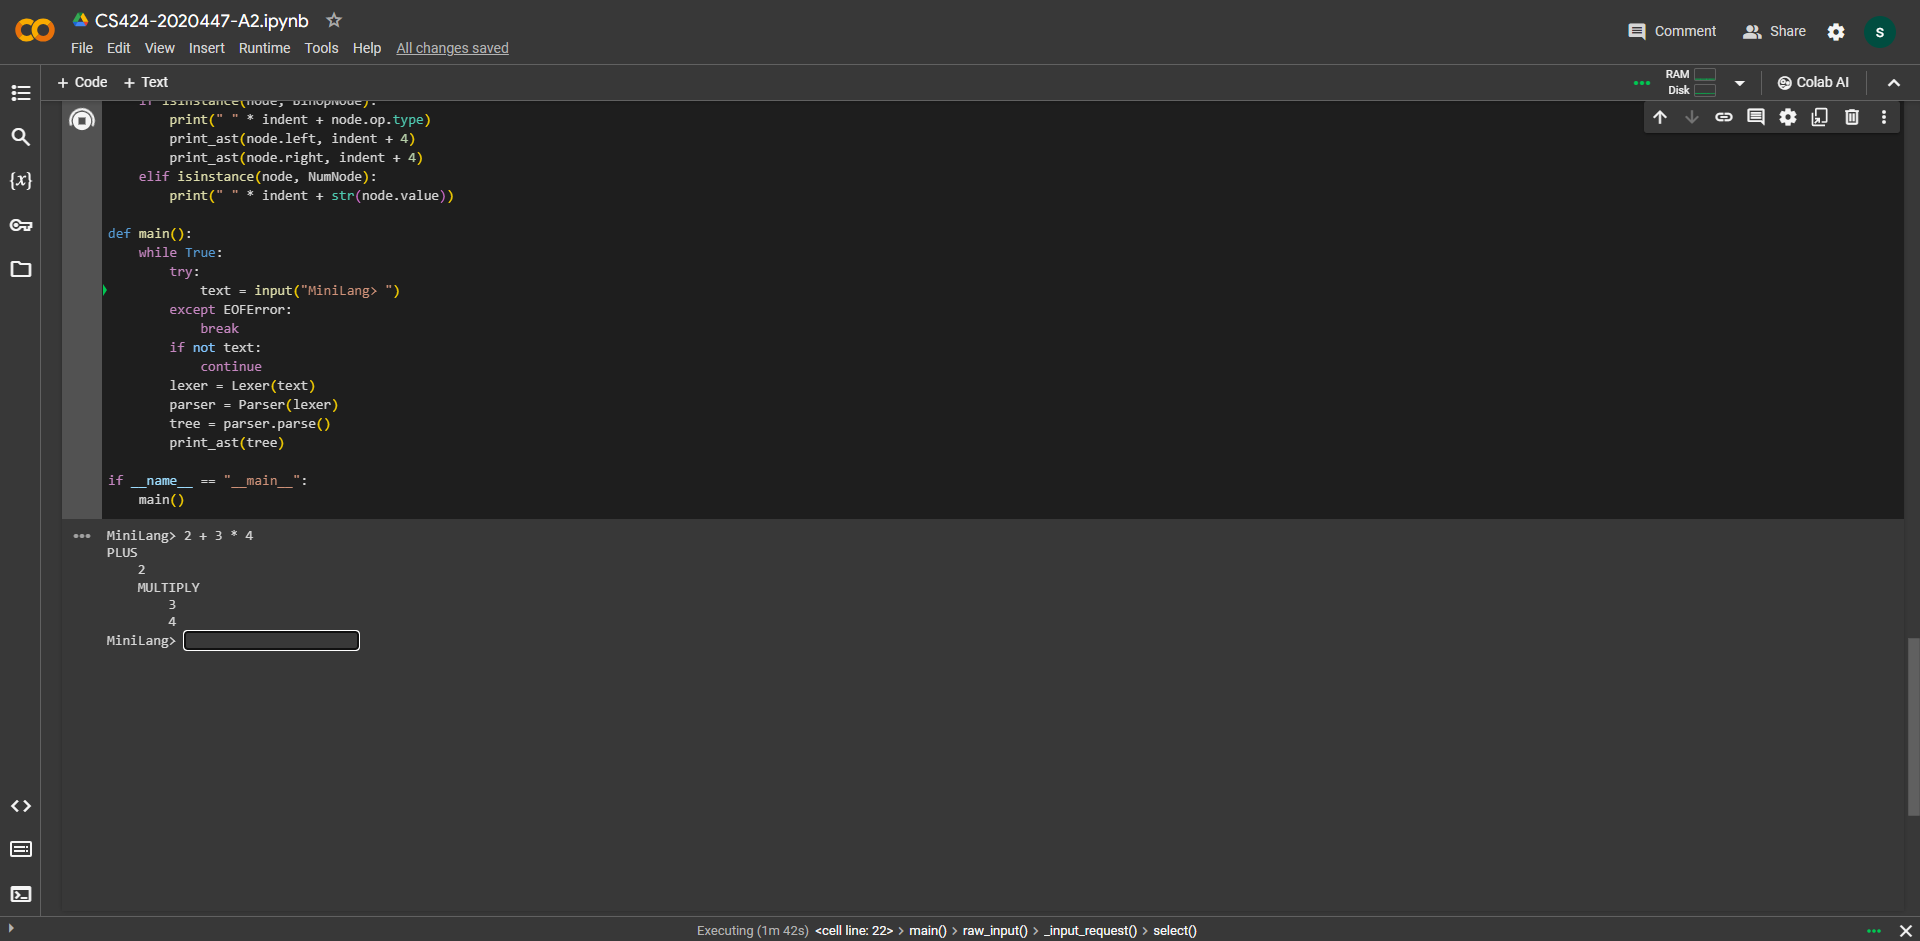 CS424-2020447-A2.ipynb
File Edit View Insert Runtime Tools Help All changes saved
Comment Share S
+ Code + Text
RAM
Disk
Colab AI
if isinstance(node, BinOpNode):
print(" " * indent + node.op.type)
print_ast(node.left, indent + 4)
print_ast(node.right, indent + 4)
elif isinstance(node, NumNode):
print(" " * indent + str(node.value))
def main():
while True:
try:
text = input("MiniLang> ")
except EOFError:
break
if not text:
continue
lexer = Lexer(text)
parser = Parser(lexer)
tree = parser.parse()
print_ast(tree)
if __name__ == "__main__":
main()
MiniLang> 2 + 3 * 4
PLUS
2
MULTIPLY
3
4
MiniLang>
Executing (1m 42s) <cell line: 22> > main() > raw_input() > _input_request() > select()